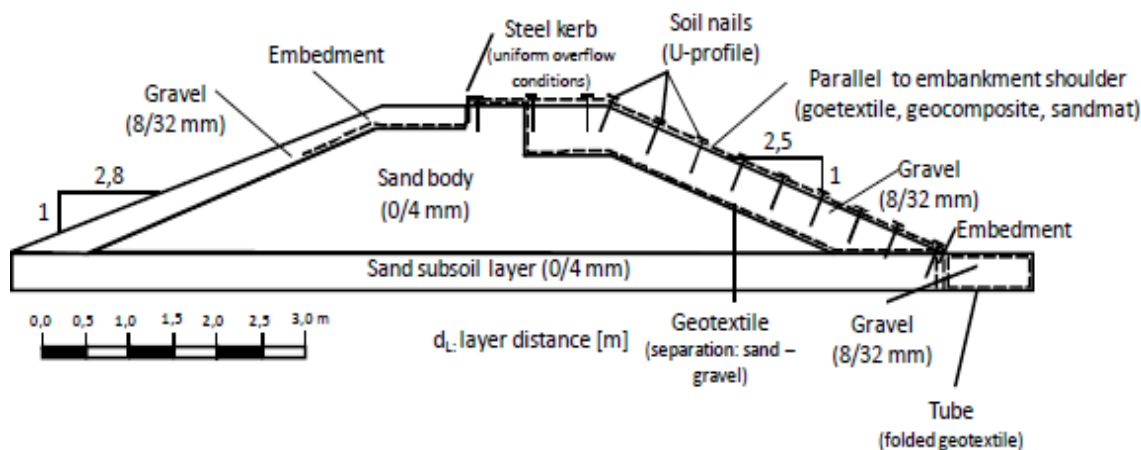 Steel kerb
(uniform overflow
conditions)
Soil nails
(U-profile)
Embedment
Parallel to embankment shoulder
(goetextile, geocomposite, sandmat)
Gravel
(8/32 mm)
2,5
1
2,8
1
Sand body
(0/4 mm)
Gravel
(8/32 mm)
Embedment
Sand subsoil layer (0/4 mm)
0,0 0,5 1,0 1,5 2,0 2,5 3,0 m
dL: layer distance [m]
Geotextile
(separation: sand –
gravel)
Gravel
(8/32 mm)
Tube
(folded geotextile)